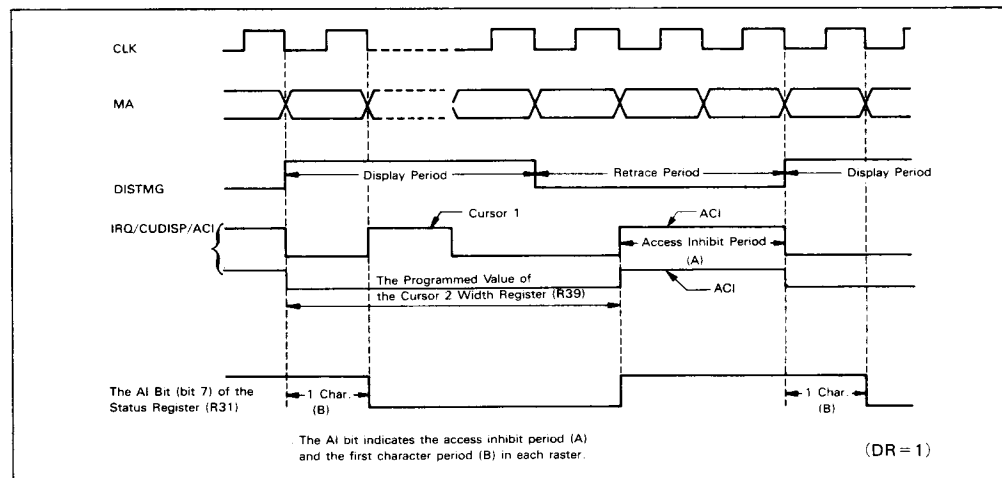 CLK
MA
DISTMG
Display Period
Retrace Period
Display Period
IRQ/CUDISP/ACI
Cursor 1
ACI
Access Inhibit Period
(A)
The Programmed Value of
the Cursor 2 Width Register (R39)
ACI
The AI Bit (bit 7) of the
Status Register (R31)
1 Char.
(B)
1 Char.
(B)
The AI bit indicates the access inhibit period (A)
and the first character period (B) in each raster.
(DR=1)